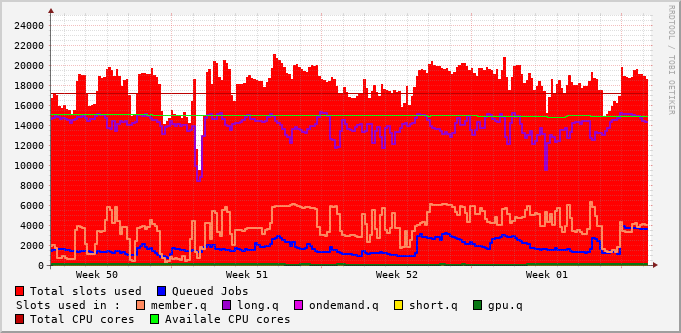 24000
22000
20000
18000
16000
14000
12000
10000
8000
6000
4000
2000
0
Week 50 Week 51 Week 52 Week 01
RRDTOOL / TOBI OETIKER
Total slots used Queued Jobs
Slots used in : member.q long.q ondemand.q short.q gpu.q
Total CPU cores Availale CPU cores